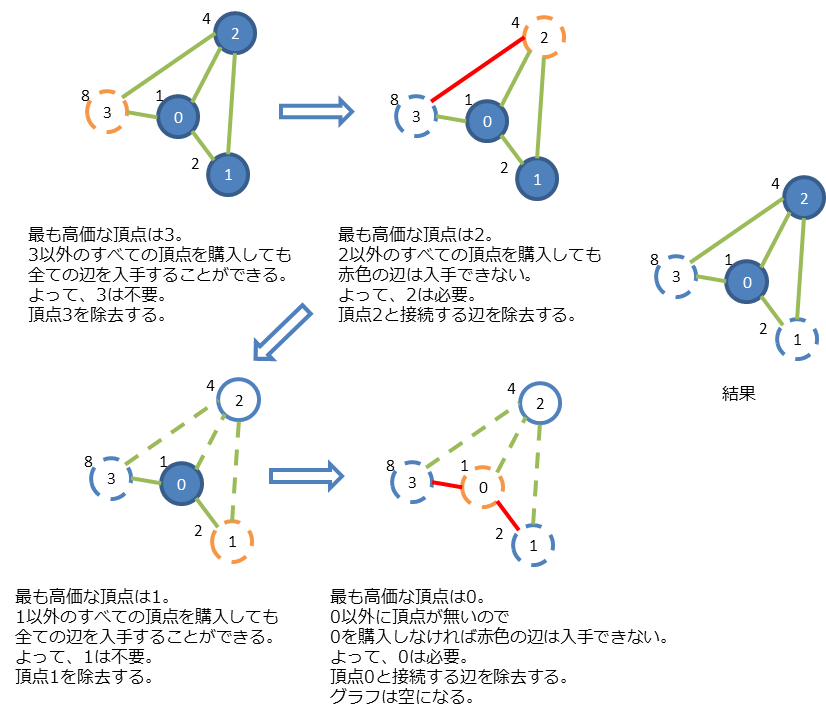 4
2
8
3
1
0
2
1
最も高価な頂点は3。
3以外のすべての頂点を購入しても
全ての辺を入手することができる。
よって、3は不要。
頂点3を除去する。
4
2
8
3
1
0
2
1
最も高価な頂点は2。
2以外のすべての頂点を購入しても
赤色の辺は入手できない。
よって、2は必要。
頂点2と接続する辺を除去する。
4
2
8
3
1
0
2
1
結果
4
2
8
3
1
0
2
1
最も高価な頂点は1。
1以外のすべての頂点を購入しても
全ての辺を入手することができる。
よって、1は不要。
頂点1を除去する。
4
2
8
3
1
0
2
1
最も高価な頂点は0。
0以外に頂点が無いので
0を購入しなければ赤色の辺は入手できない。
よって、0は必要。
頂点0と接続する辺を除去する。
グラフは空になる。